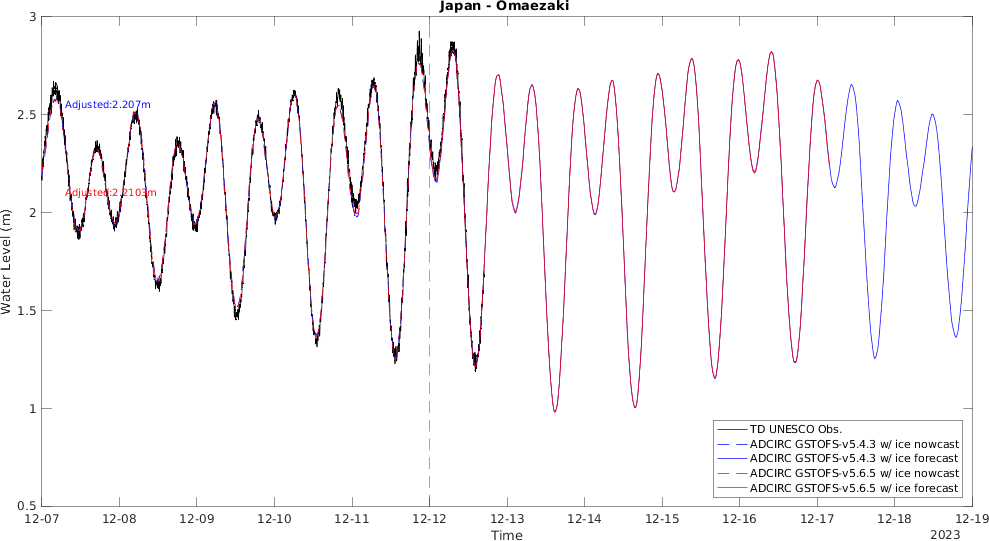 Japan - Omaezaki
3
2.5
2
1.5
1
0.5
Water Level (m)
Adjusted:2.207m
Adjusted:2.2103m
TD UNESCO Obs.
ADCIRC GSTOFS-v5.4.3 w/ ice nowcast
ADCIRC GSTOFS-v5.4.3 w/ ice forecast
ADCIRC GSTOFS-v5.6.5 w/ ice nowcast
ADCIRC GSTOFS-v5.6.5 w/ ice forecast
12-07 12-08 12-09 12-10 12-11 12-12 12-13 12-14 12-15 12-16 12-17 12-18 12-19
Time
2023